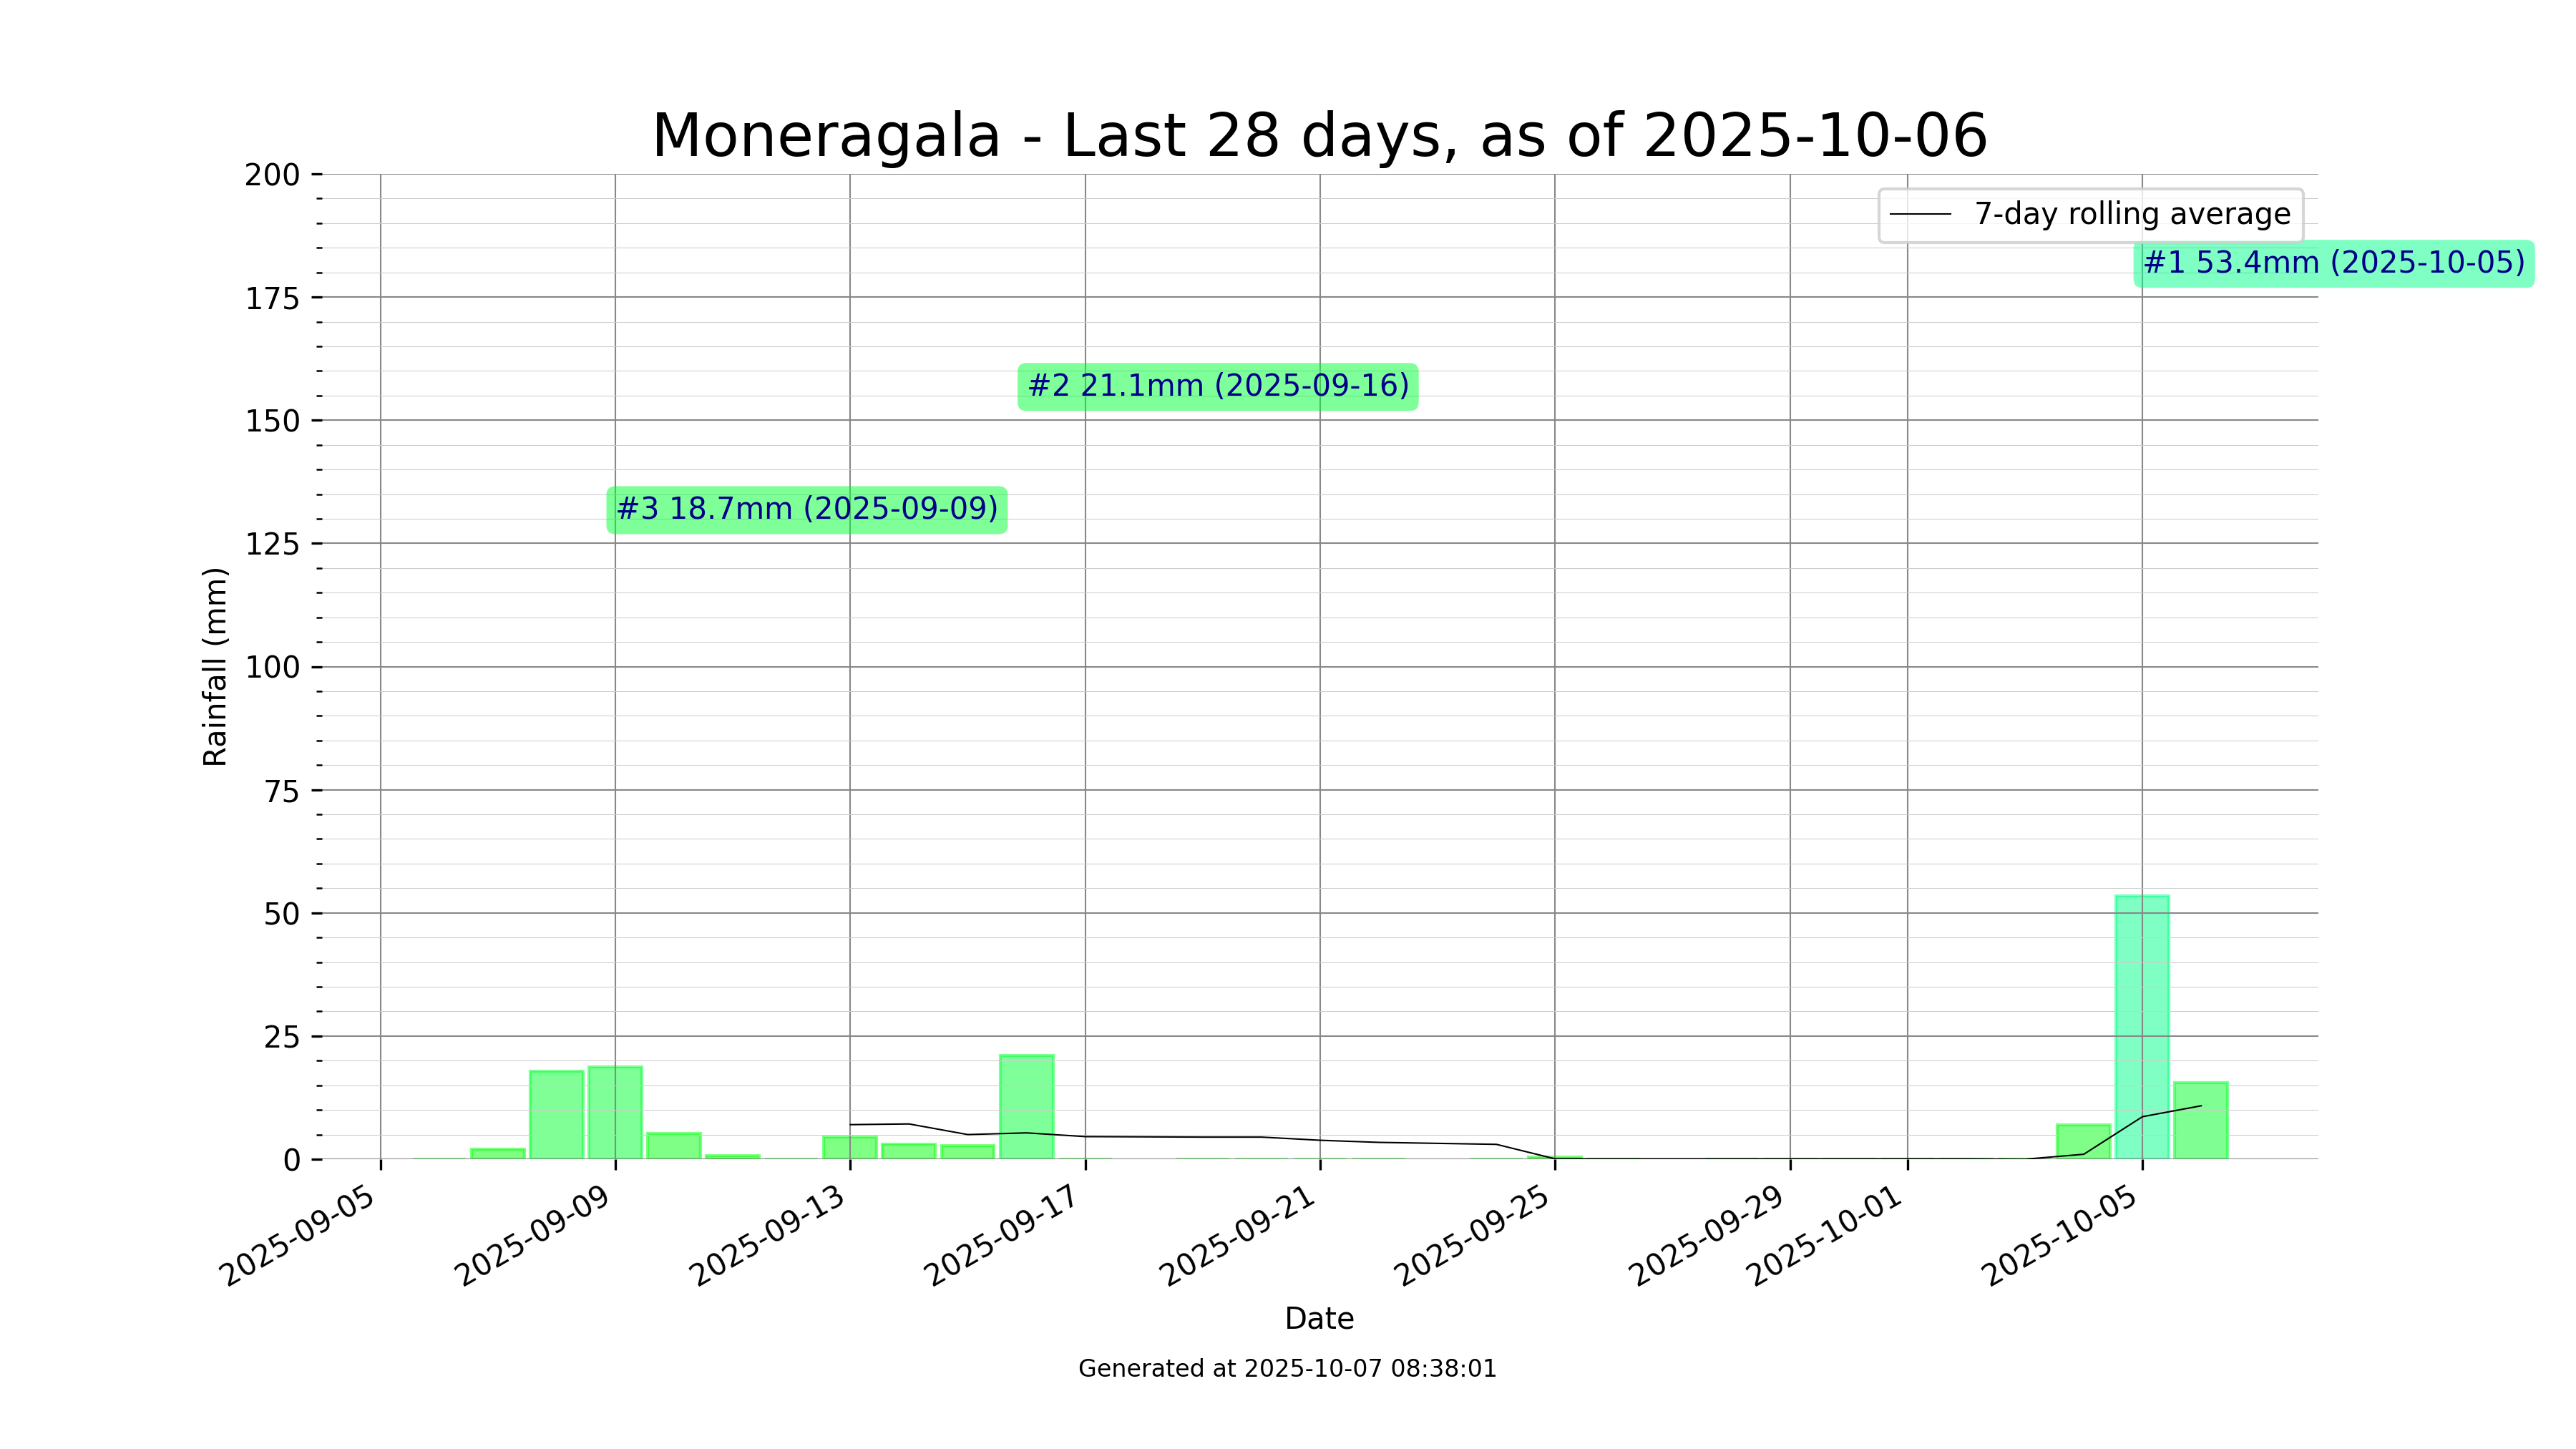 Moneragala - Last 28 days, as of 2025-10-06
7-day rolling average
#1 53.4mm (2025-10-05)
#2 21.1mm (2025-09-16)
#3 18.7mm (2025-09-09)
Rainfall (mm)
200
175
150
125
100
75
50
25
0
2025-09-05
2025-09-09
2025-09-13
2025-09-17
2025-09-21
2025-09-25
2025-09-29
2025-10-01
2025-10-05
Date
Generated at 2025-10-07 08:38:01